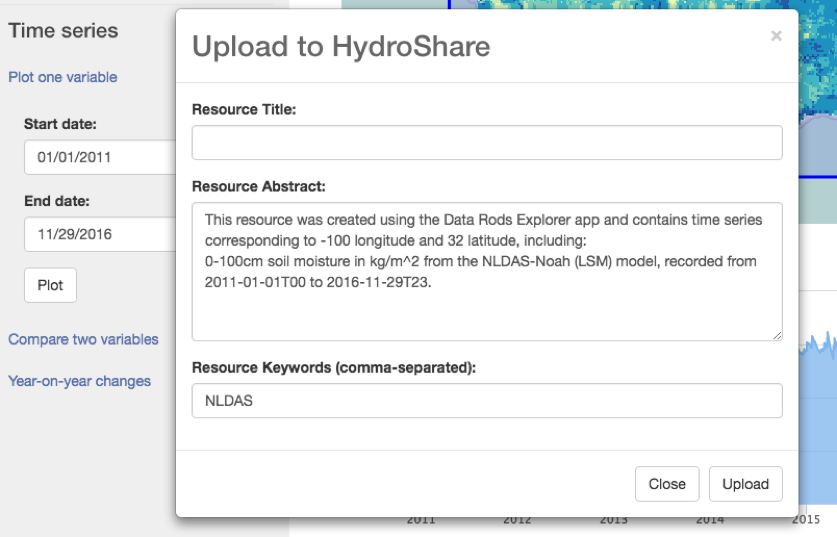 Time series
Plot one variable
Start date:
01/01/2011
End date:
11/29/2016
Plot
Compare two variables
Year-on-year changes
Upload to HydroShare
×
Resource Title:
Resource Abstract:
This resource was created using the Data Rods Explorer app and contains time series
corresponding to -100 longitude and 32 latitude, including:
0-100cm soil moisture in kg/m^2 from the NLDAS-Noah (LSM) model, recorded from
2011-01-01T00 to 2016-11-29T23.
Resource Keywords (comma-separated):
NLDAS
Close
Upload
2011
2012
2013
2014
2015